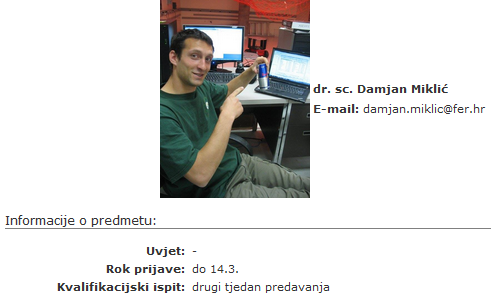 dr. sc. Damjan Miklić
E-mail: damjan.miklic@fer.hr
Informacije o predmetu:
Uvjet: -
Rok prijave: do 14.3.
Kvalifikacijski ispit: drugi tjedan predavanja